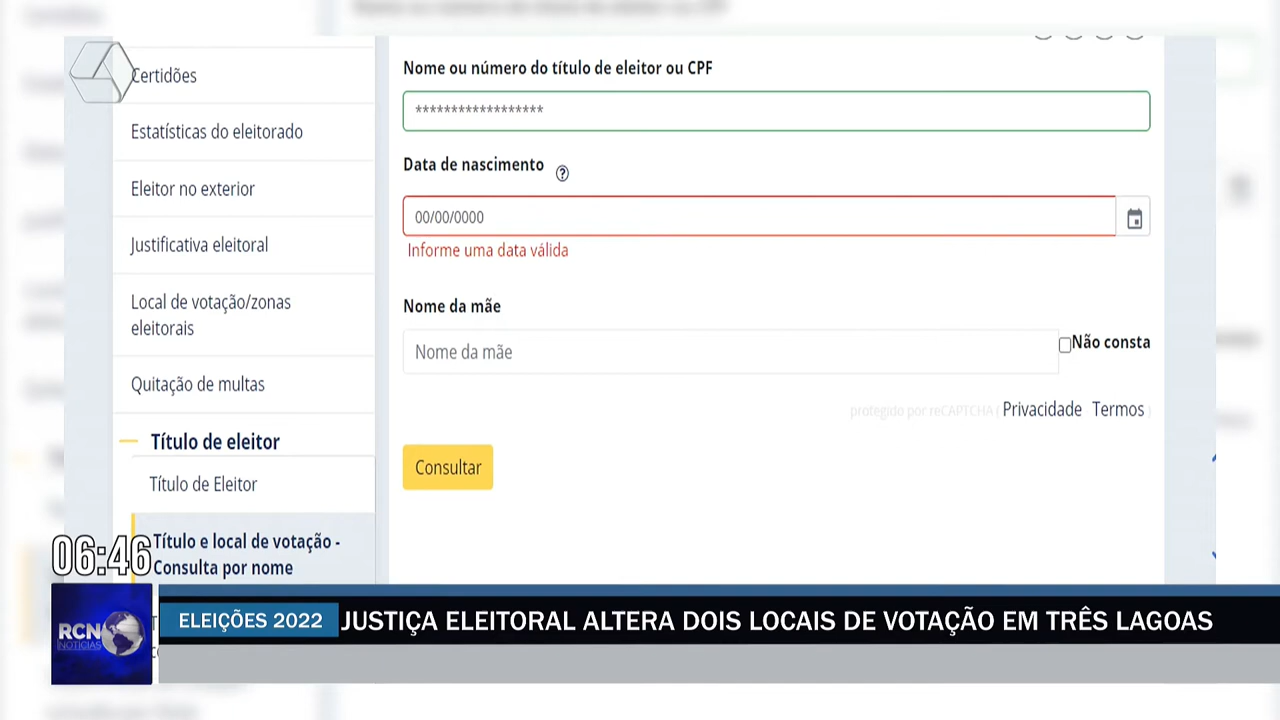 Certidões
Estatísticas do eleitorado
Eleitor no exterior
Justificativa eleitoral
Local de votação/zonas
eleitorais
Quitação de multas
Título de eleitor
Título de Eleitor
Título e local de votação -
Consulta por nome
Nome ou número do título de eleitor ou CPF
******************
Data de nascimento ?
00/00/0000
Informe uma data válida
Nome da mãe
Nome da mãe
Não consta
protegido por reCAPTCHA ( Privacidade Termos )
Consultar
06:46
RCN
NOTÍCIAS
ELEIÇÕES 2022
JUSTIÇA ELEITORAL ALTERA DOIS LOCAIS DE VOTAÇÃO EM TRÊS LAGOAS